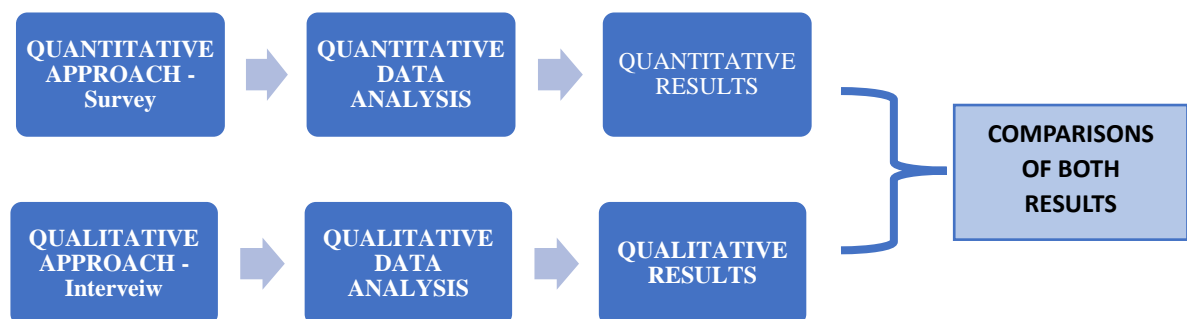 QUANTITATIVE
APPROACH -
Survey
QUANTITATIVE
DATA
ANALYSIS
QUANTITATIVE
RESULTS
COMPARISONS
OF BOTH
RESULTS
QUALITATIVE
APPROACH -
Interveiw
QUALITATIVE
DATA
ANALYSIS
QUALITATIVE
RESULTS